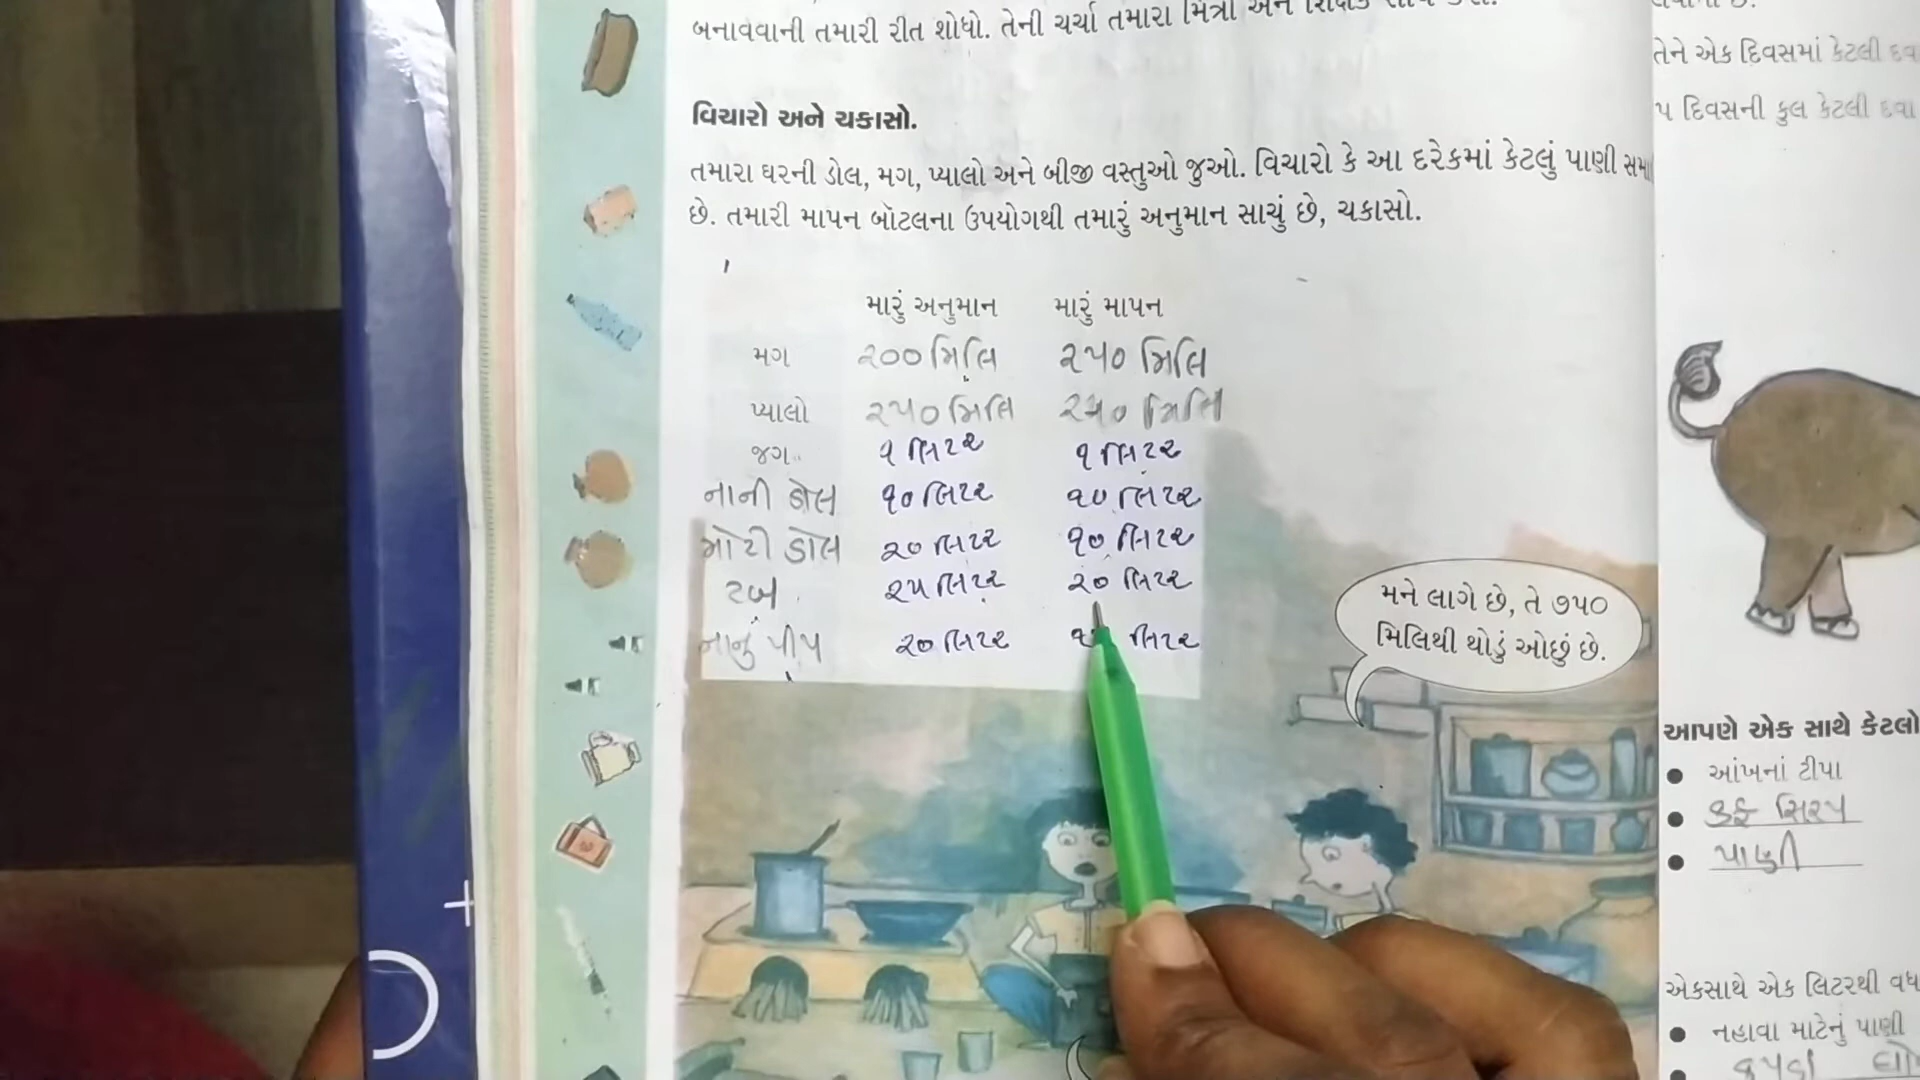 બનાવવાની તમારી રીત શોધો. તેની ચર્ચા તમારા મિત્રો અને
વિચારો અને ચકાસો.
તમારા ઘરની ડોલ, મગ, પ્યાલો અને બીજી વસ્તુઓ જુઓ. વિચારો કે આ દરેકમાં કેટલું પાણી સમા
છે. તમારી માપન બૉટલના ઉપયોગથી તમારું અનુમાન સાચું છે, ચકાસો.
મારું અનુમાન મારું માપન
મગ ૨૦૦ મિલિ ૨૫૦ મિલિ
પ્યાલો ૨૫૦ મિલિ ૨૫૦ મિલિ
જગ ૧ લિટર ૧ લિટર
નાની ડોલ ૧૦ લિટર ૧૦ લિટર
મોટી ડોલ ૨૦ લિટર ૧૦ લિટર
ટબ ૨૫ લિટર ૨૦ લિટર
નાનું પીપ ૨૦ લિટર લિટર
મને લાગે છે, તે ૭૫૦
મિલિથી થોડું ઓછું છે.
તેને એક દિવસમાં કેટલી દવા
૫ દિવસની કુલ કેટલી દવા
આપણે એક સાથે કેટલો
● આંખનાં ટીપા
● કફ સિરપ
● પાણી
એકસાથે એક લિટરથી વધ
● નહાવા માટેનું પાણી
● કપડાં